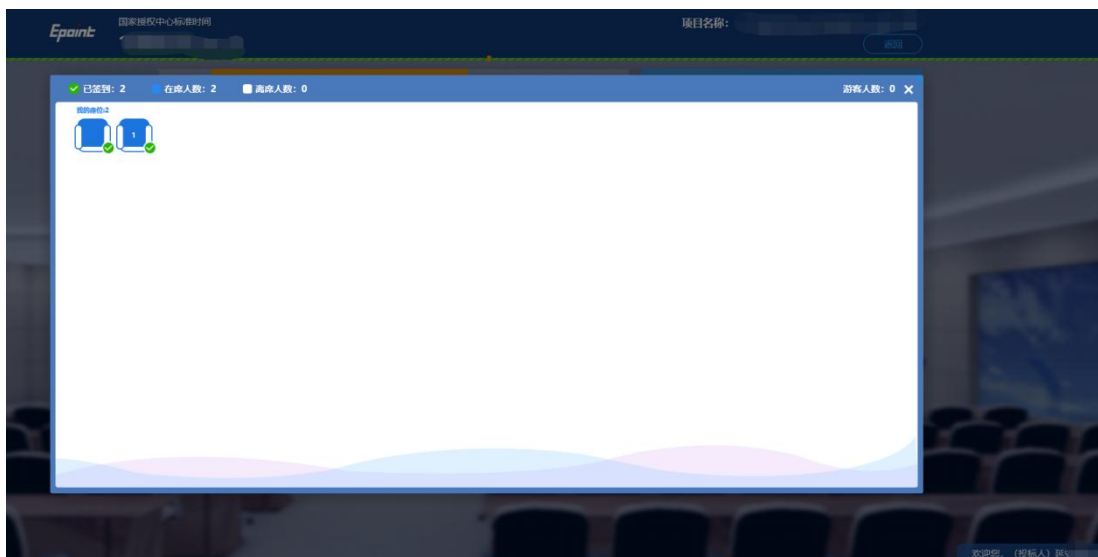 Epoint
国家授权中心标准时间
项目名称：
返回
已签到：2 在席人数：2 离席人数：0 游客人数：0
我的座位:2
1
欢迎您，(投标人)